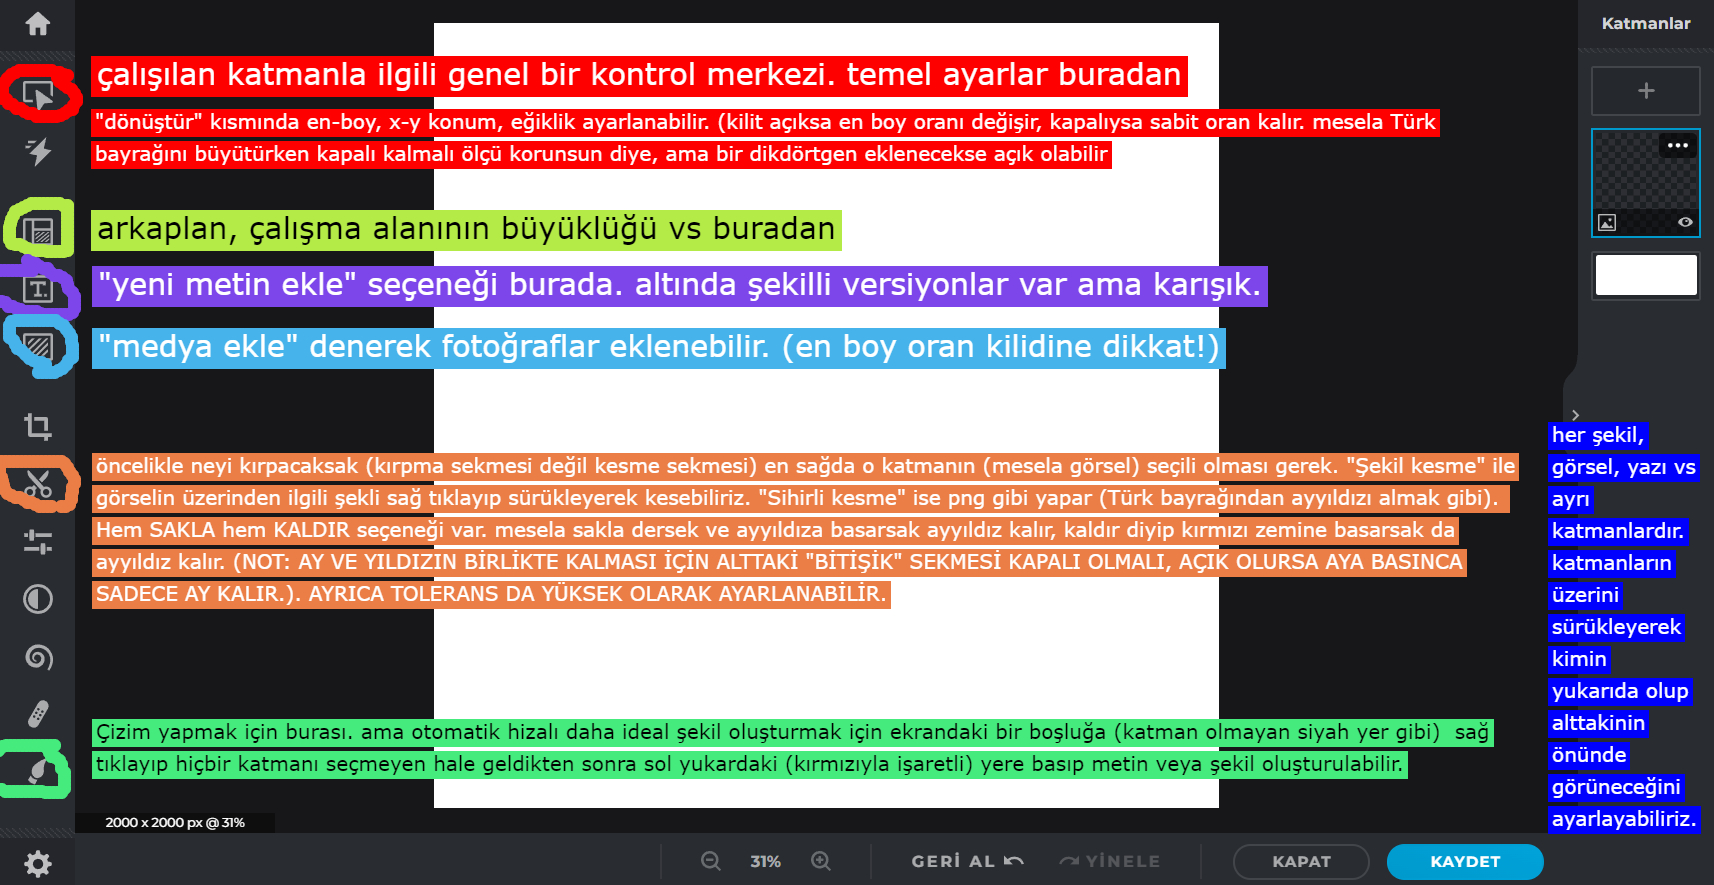 Katmanlar
çalışılan katmanla ilgili genel bir kontrol merkezi. temel ayarlar buradan
"dönüştür" kısmında en-boy, x-y konum, eğiklik ayarlanabilir. (kilit açıksa en boy oranı değişir, kapalıysa sabit oran kalır. mesela Türk
bayrağını büyütürken kapalı kalmalı ölçü korunsun diye, ama bir dikdörtgen eklenecekse açık olabilir
arkaplan, çalışma alanının büyüklüğü vs buradan
"yeni metin ekle" seçeneği burada. altında şekilli versiyonlar var ama karışık.
"medya ekle" denerek fotoğraflar eklenebilir. (en boy oran kilidine dikkat!)
öncelikle neyi kırpacaksak (kırpma sekmesi değil kesme sekmesi) en sağda o katmanın (mesela görsel) seçili olması gerek. "Şekil kesme" ile
görselin üzerinden ilgili şekli sağ tıklayıp sürükleyerek kesebiliriz. "Sihirli kesme" ise png gibi yapar (Türk bayrağından ayyıldızı almak gibi).
Hem SAKLA hem KALDIR seçeneği var. mesela sakla dersek ve ayyıldıza basarsak ayyıldız kalır, kaldır diyip kırmızı zemine basarsak da
ayyıldız kalır. (NOT: AY VE YILDIZIN BİRLİKTE KALMASI İÇİN ALTTAKİ "BİTİŞİK" SEKMESİ KAPALI OLMALI, AÇIK OLURSA AYA BASINCA
SADECE AY KALIR.). AYRICA TOLERANS DA YÜKSEK OLARAK AYARLANABİLİR.
Çizim yapmak için burası. ama otomatik hizalı daha ideal şekil oluşturmak için ekrandaki bir boşluğa (katman olmayan siyah yer gibi) sağ
tıklayıp hiçbir katmanı seçmeyen hale geldikten sonra sol yukardaki (kırmızıyla işaretli) yere basıp metin veya şekil oluşturulabilir.
her şekil,
görsel, yazı vs
ayrı
katmanlardır.
katmanların
üzerini
sürükleyerek
kimin
yukarıda olup
alttakinin
önünde
görüneceğini
ayarlayabiliriz.
2000 x 2000 px @ 31%
31%
GERİ AL
YİNELE
KAPAT
KAYDET